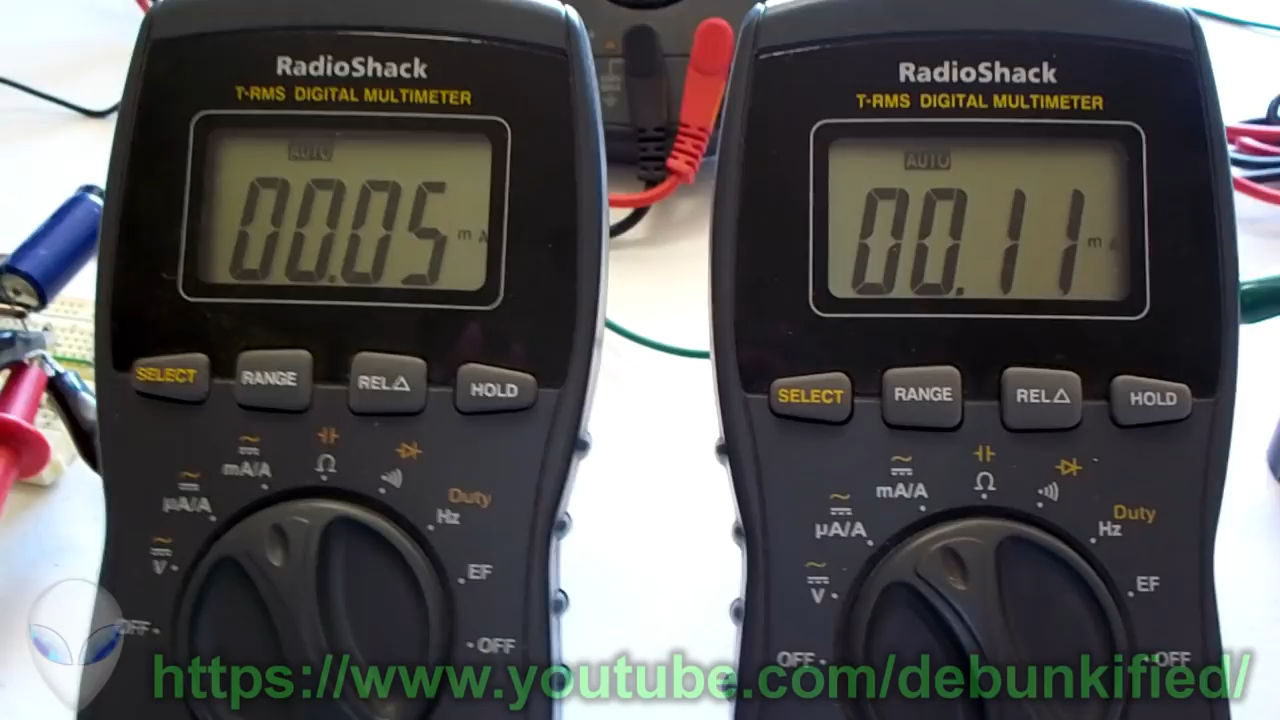 RadioShack
T-RMS DIGITAL MULTIMETER
AUTO
00.05 mA
SELECT RANGE REL△ HOLD
mA/A
Ω
µA/A
Duty
Hz
V
EF
OFF
OFF
RadioShack
T-RMS DIGITAL MULTIMETER
AUTO
00.11 mA
SELECT RANGE REL△ HOLD
mA/A
Ω
µA/A
Duty
Hz
V
EF
OFF
OFF
https://www.youtube.com/debunkified/